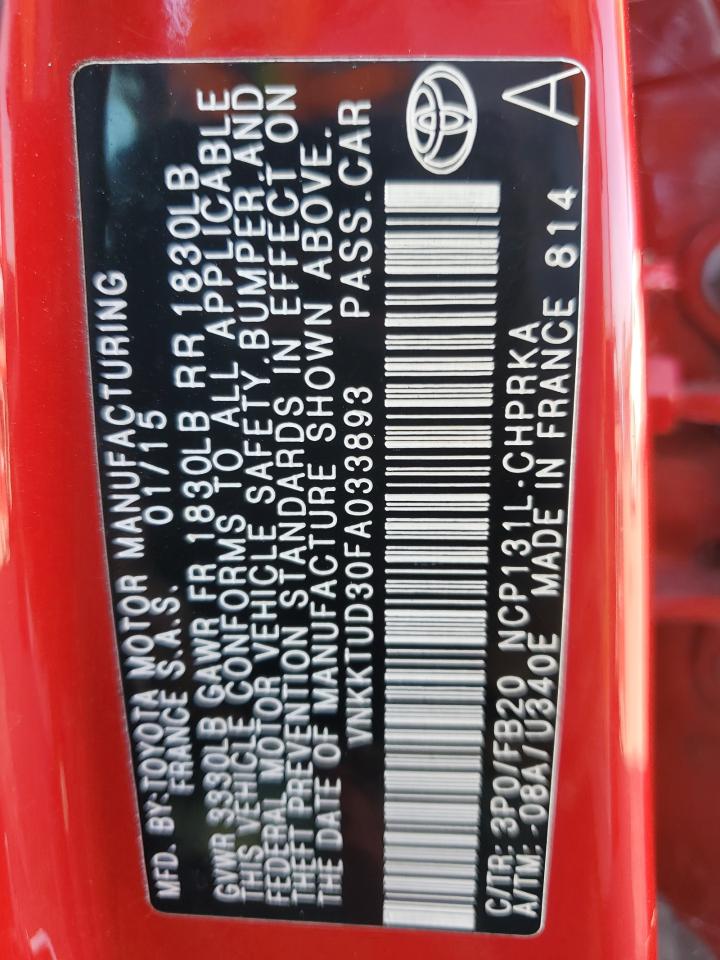 MFD. BY: TOYOTA MOTOR MANUFACTURING
FRANCE S.A.S. 01/15
GVWR 3330LB GAWR FR 1830LB RR 1830LB
THIS VEHICLE CONFORMS TO ALL APPLICABLE
FEDERAL MOTOR VEHICLE SAFETY.BUMPER.AND
THEFT PREVENTION STANDARDS IN EFFECT ON
THE DATE OF MANUFACTURE SHOWN ABOVE.
VNKKTUD30FA033893 PASS.CAR
C/TR: 3P0/FB20 NCP131L-CHPRKA
A/TM: -08A/U340E MADE IN FRANCE 814
A